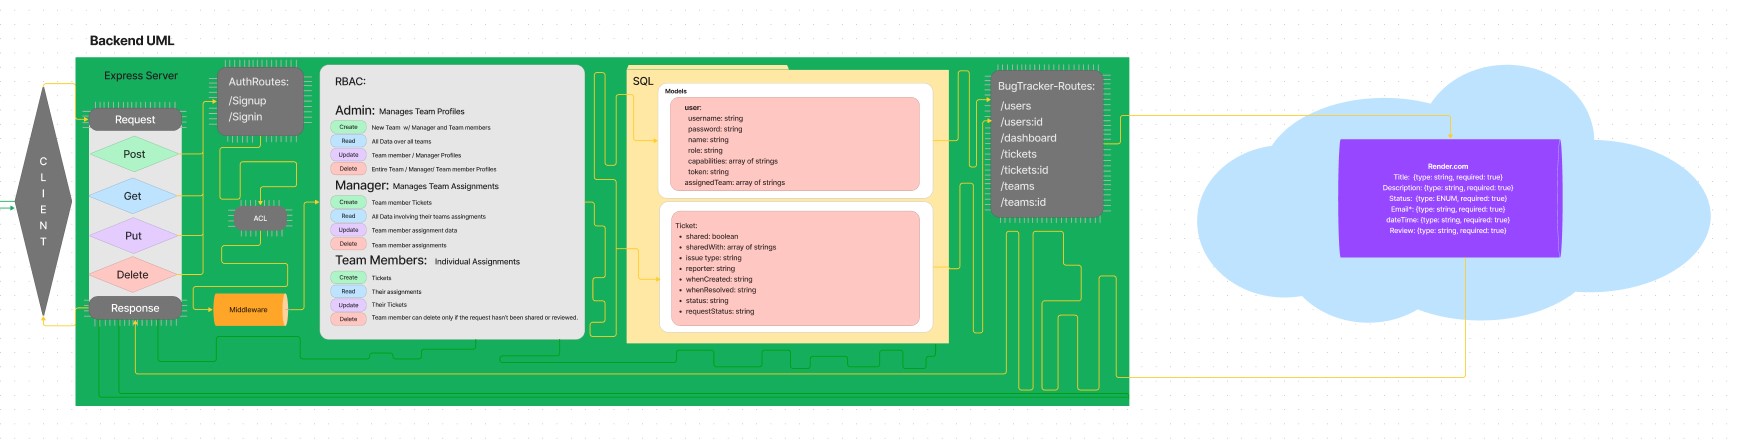 Backend UML
CLIENT
Express Server
Request
Post
Get
Put
Delete
Response
AuthRoutes:
/Signup
/Signin
ACL
Middleware
RBAC:
Admin: Manages Team Profiles
Create New Team w/ Manager and Team members
Read All Data over all teams
Update Team member / Manager Profiles
Delete Entire Team / Manager/ Team member Profiles
Manager: Manages Team Assignments
Create Team member Tickets
Read All Data involving their teams assingments
Update Team member assignment data
Delete Team member assignments
Team Members: Individual Assignments
Create Tickets
Read Their assignments
Update Their Tickets
Delete Team member can delete only if the request hasn't been shared or reviewed.
SQL
Models
user:
username: string
password: string
name: string
role: string
capabilities: array of strings
token: string
assignedTeam: array of strings
Ticket:
• shared: boolean
• sharedWith: array of strings
• issue type: string
• reporter: string
• whenCreated: string
• whenResolved: string
• status: string
• requestStatus: string
BugTracker-Routes:
/users
/users:id
/dashboard
/tickets
/tickets:id
/teams
/teams:id
Render.com
Title: {type: string, required: true}
Description: {type: string, required: true}
Status: {type: ENUM, required: true}
Email*: {type: string, required: true}
dateTime: {type: string, required: true}
Review: {type: string, required: true}